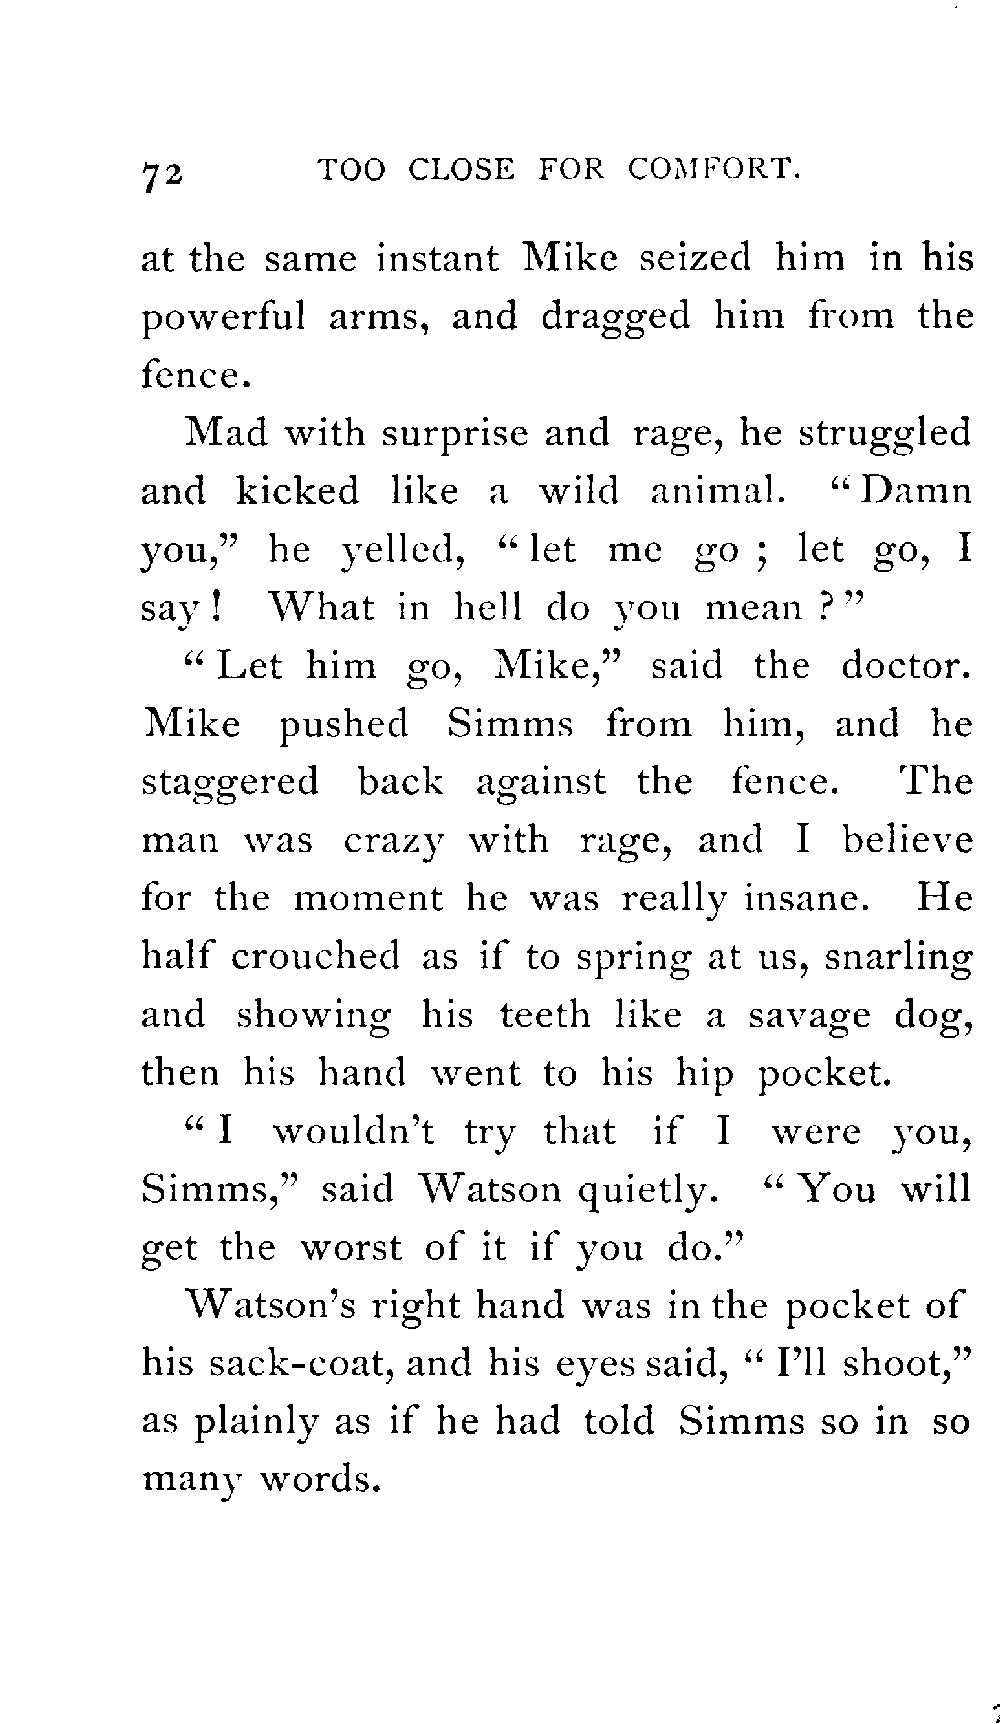 72 TOO CLOSE FOR COMFORT.
at the same instant Mike seized him in his
powerful arms, and dragged him from the
fence.
Mad with surprise and rage, he struggled
and kicked like a wild animal. “ Damn
you,” he yelled, “ let me go ; let go, I
say ! What in hell do you mean ? ”
“ Let him go, Mike,” said the doctor.
Mike pushed Simms from him, and he
staggered back against the fence. The
man was crazy with rage, and I believe
for the moment he was really insane. He
half crouched as if to spring at us, snarling
and showing his teeth like a savage dog,
then his hand went to his hip pocket.
“ I wouldn’t try that if I were you,
Simms,” said Watson quietly. “ You will
get the worst of it if you do.”
Watson’s right hand was in the pocket of
his sack-coat, and his eyes said, “ I’ll shoot,”
as plainly as if he had told Simms so in so
many words.